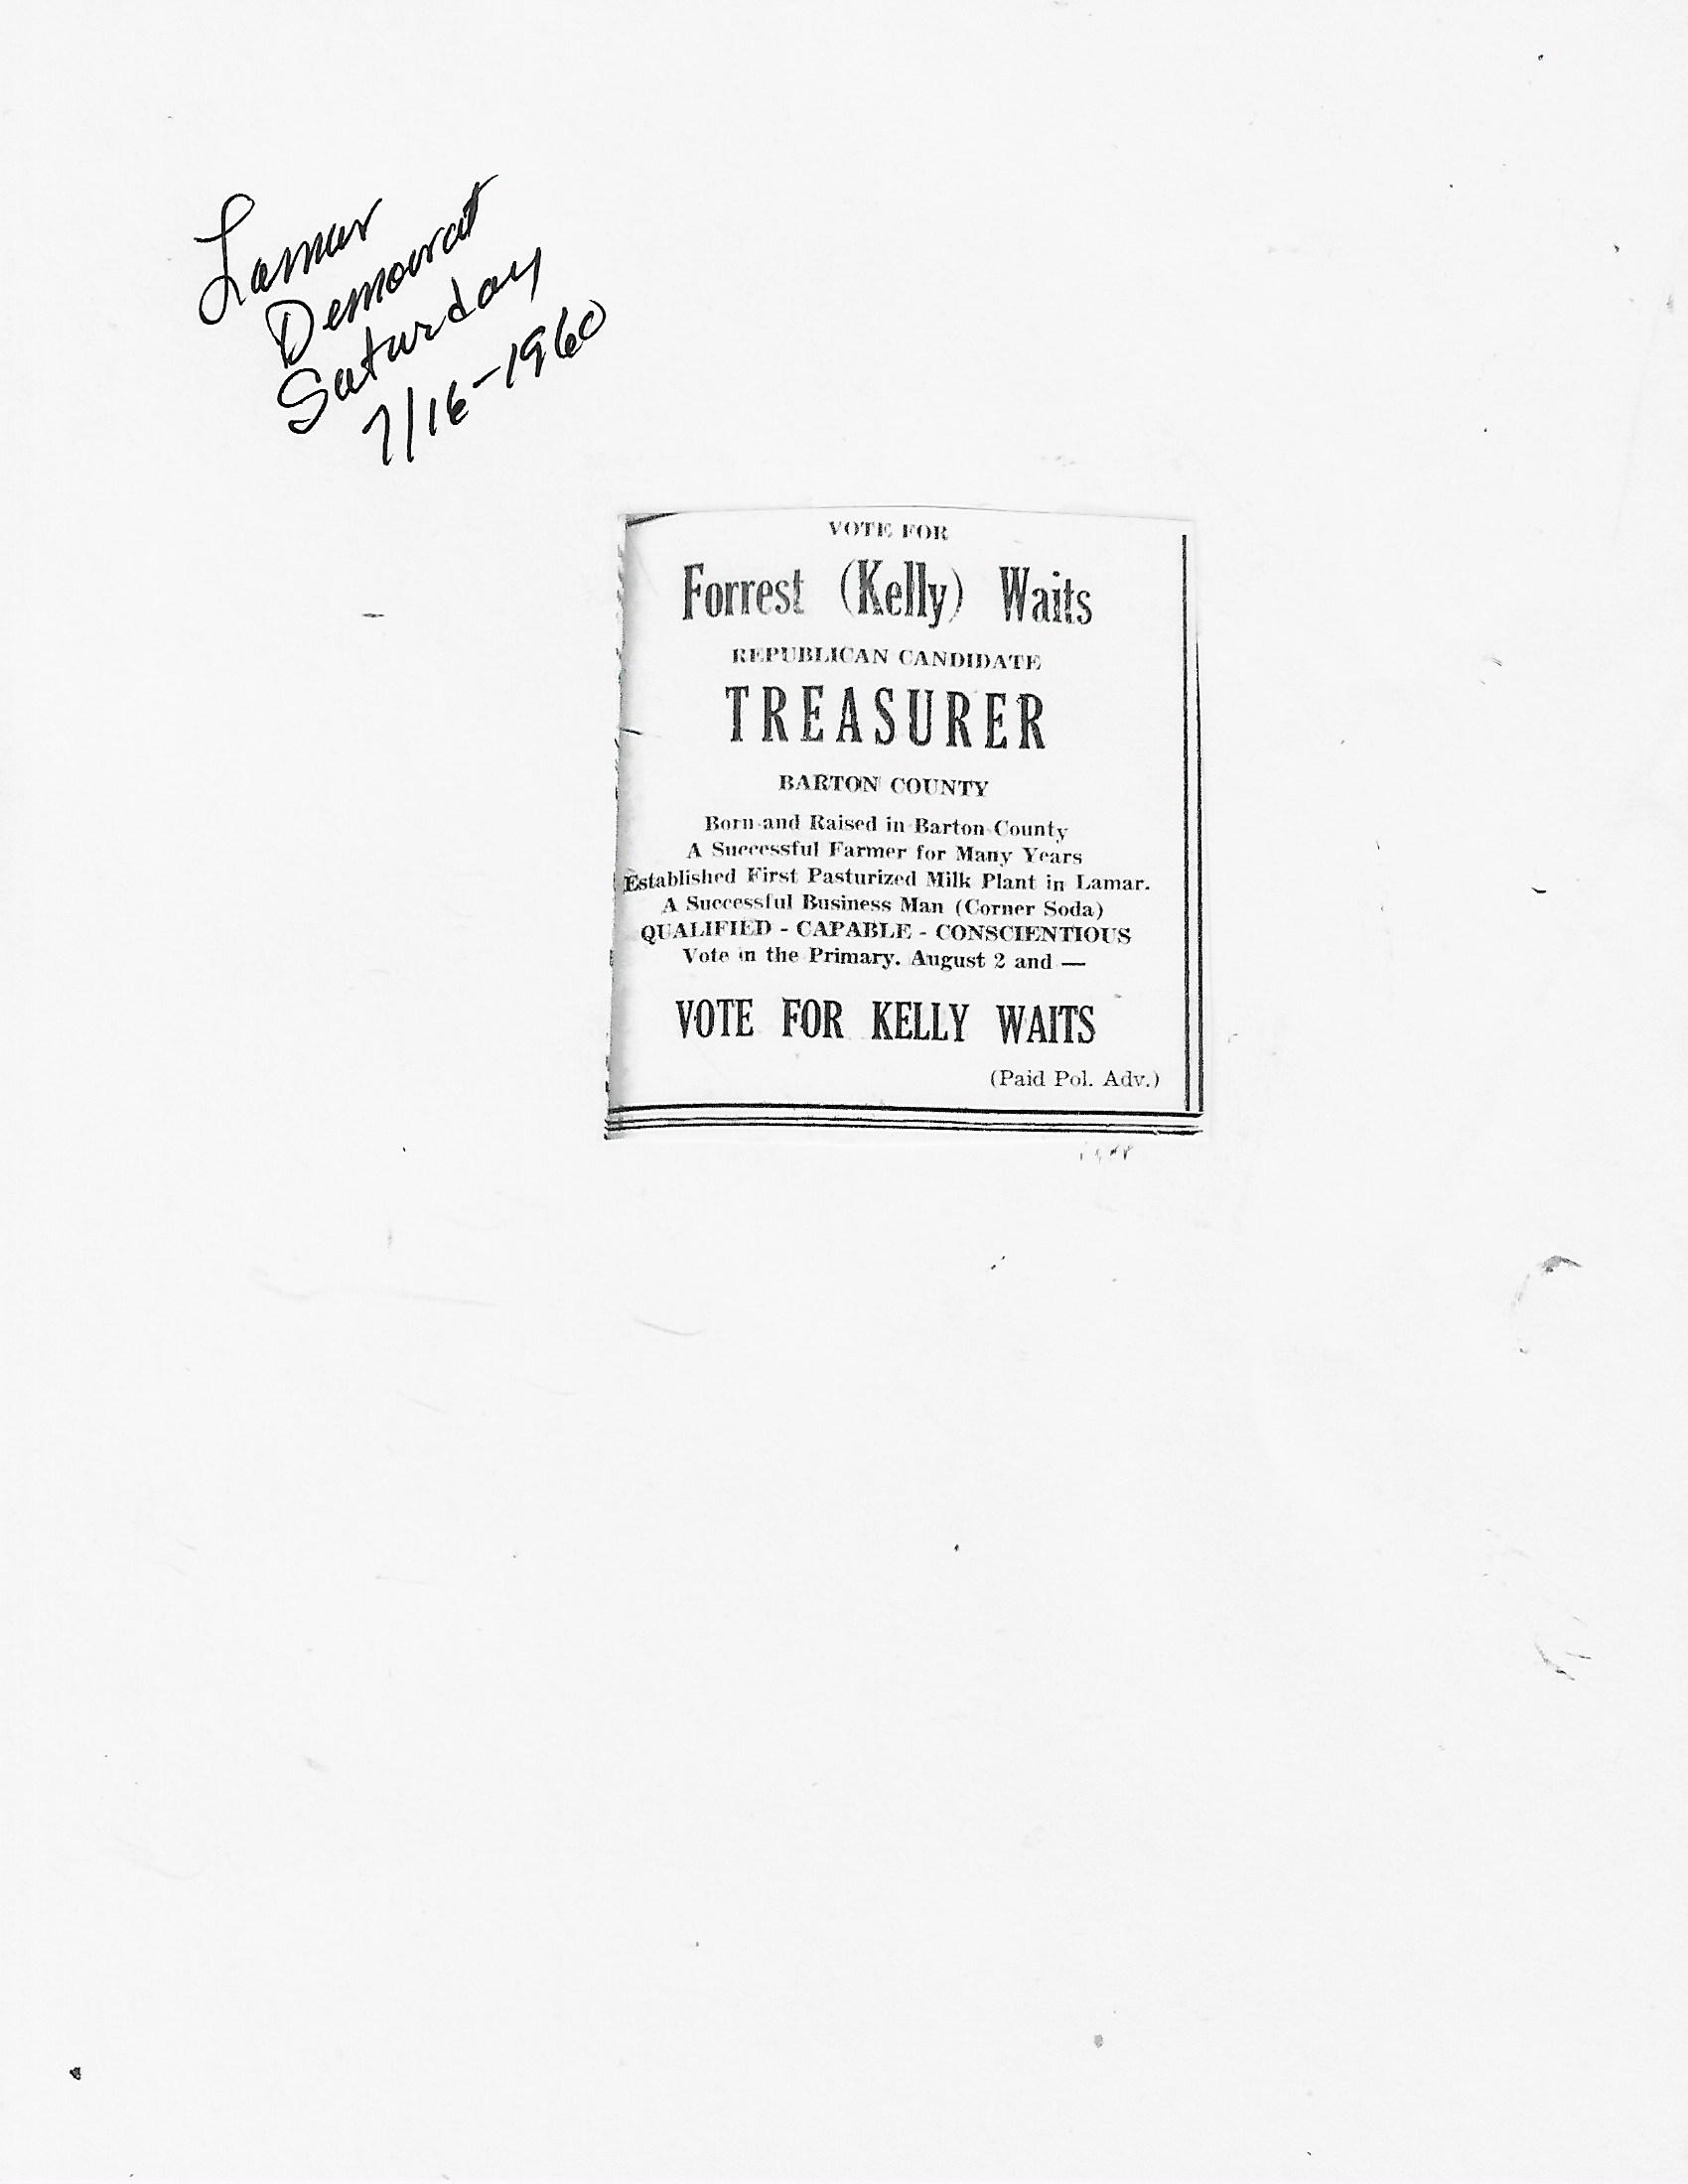 Lamar
Democrat
Saturday
7/16-1960
VOTE FOR
Forrest (Kelly) Waits
REPUBLICAN CANDIDATE
TREASURER
BARTON COUNTY
Born and Raised in Barton County
A Successful Farmer for Many Years
Established First Pasturized Milk Plant in Lamar.
A Successful Business Man (Corner Soda)
QUALIFIED - CAPABLE - CONSCIENTIOUS
Vote in the Primary. August 2 and —
VOTE FOR KELLY WAITS
(Paid Pol. Adv.)